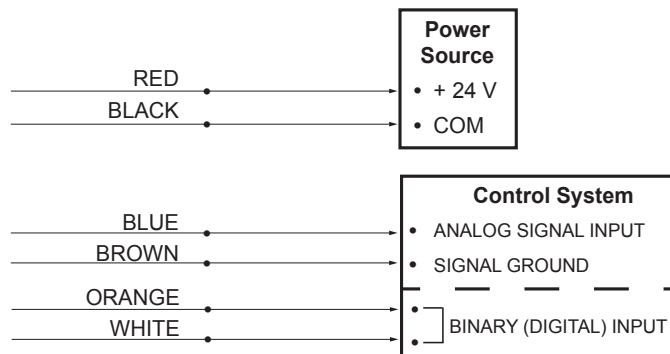 Power
Source
RED
+ 24 V
BLACK
COM
Control System
BLUE
ANALOG SIGNAL INPUT
BROWN
SIGNAL GROUND
ORANGE
WHITE
BINARY (DIGITAL) INPUT